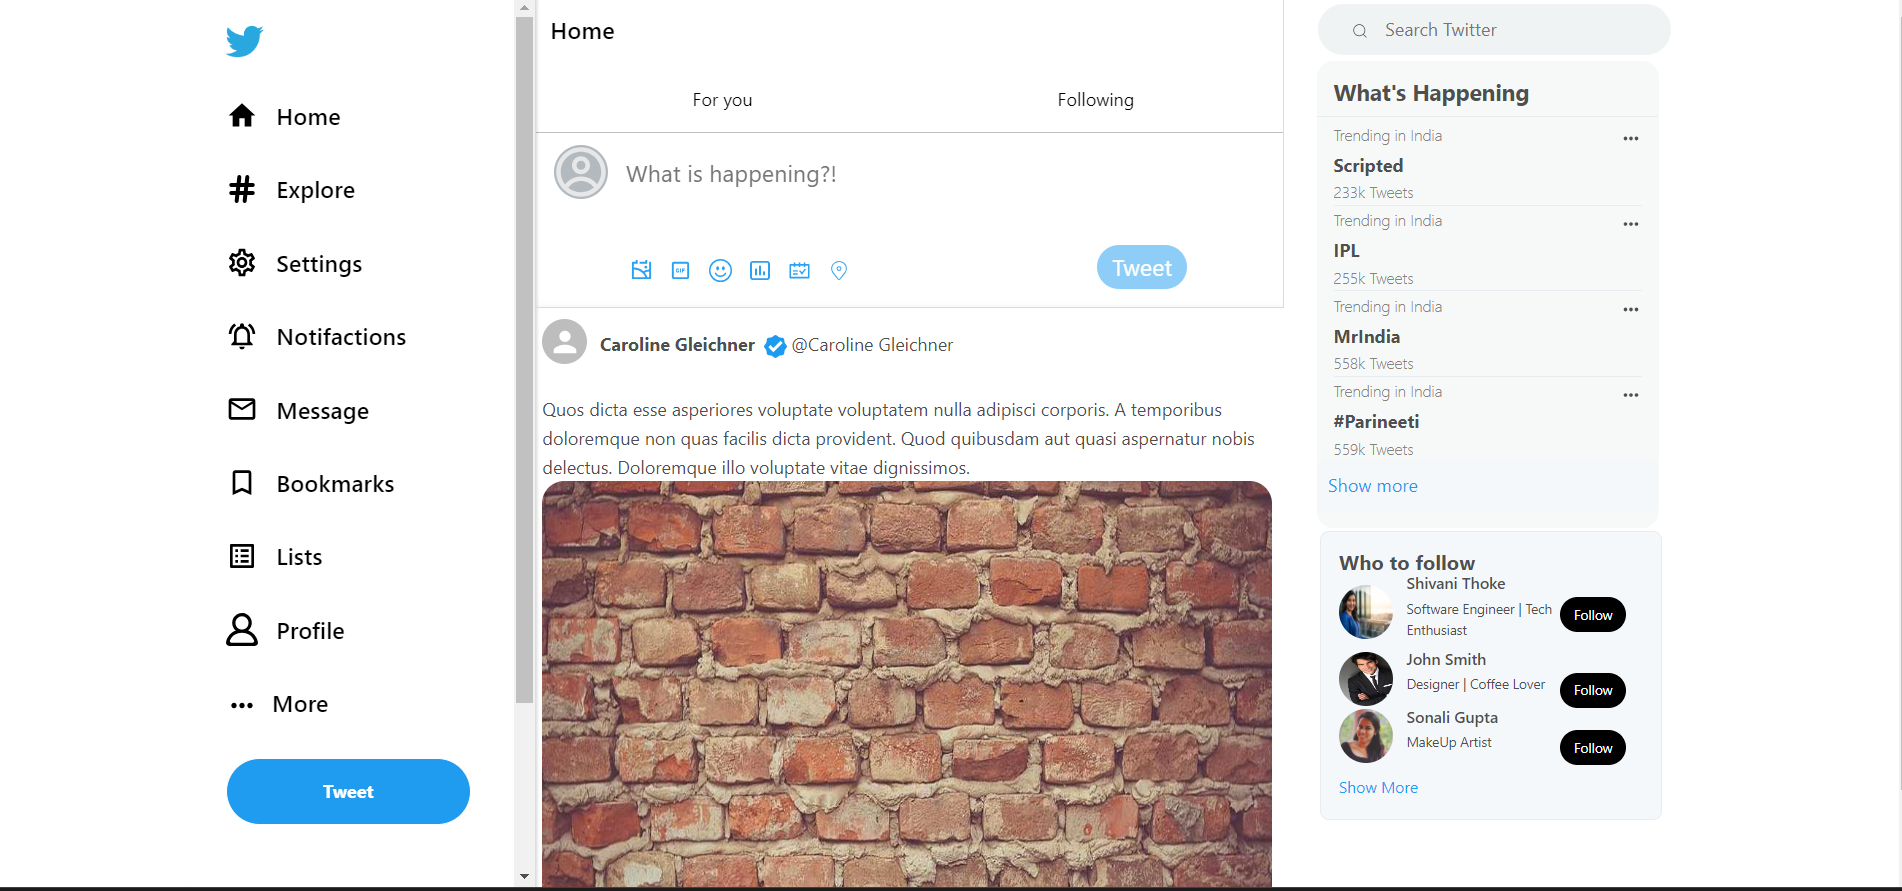 Home
Explore
Settings
Notifactions
Message
Bookmarks
Lists
Profile
More
Tweet
Home
For you
Following
What is happening?!
GIF
Tweet
Caroline Gleichner @Caroline Gleichner
Quos dicta esse asperiores voluptate voluptatem nulla adipisci corporis. A temporibus
doloremque non quas facilis dicta provident. Quod quibusdam aut quasi aspernatur nobis
delectus. Doloremque illo voluptate vitae dignissimos.
Search Twitter
What's Happening
Trending in India
Scripted
233k Tweets
Trending in India
IPL
255k Tweets
Trending in India
MrIndia
558k Tweets
Trending in India
#Parineeti
559k Tweets
Show more
Who to follow
Shivani Thoke
Software Engineer | Tech
Enthusiast
Follow
John Smith
Designer | Coffee Lover
Follow
Sonali Gupta
MakeUp Artist
Follow
Show More